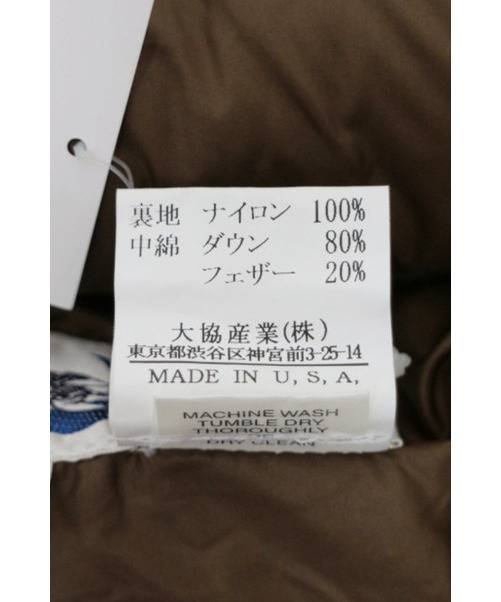 裏地 ナイロン 100%
中綿 ダウン 80%
フェザー 20%
大協産業(株)
東京都渋谷区神宮前3-25-14
MADE IN U, S, A,
MACHINE WASH
TUMBLE DRY
THOROUGHLY
OR
DRY CLEAN